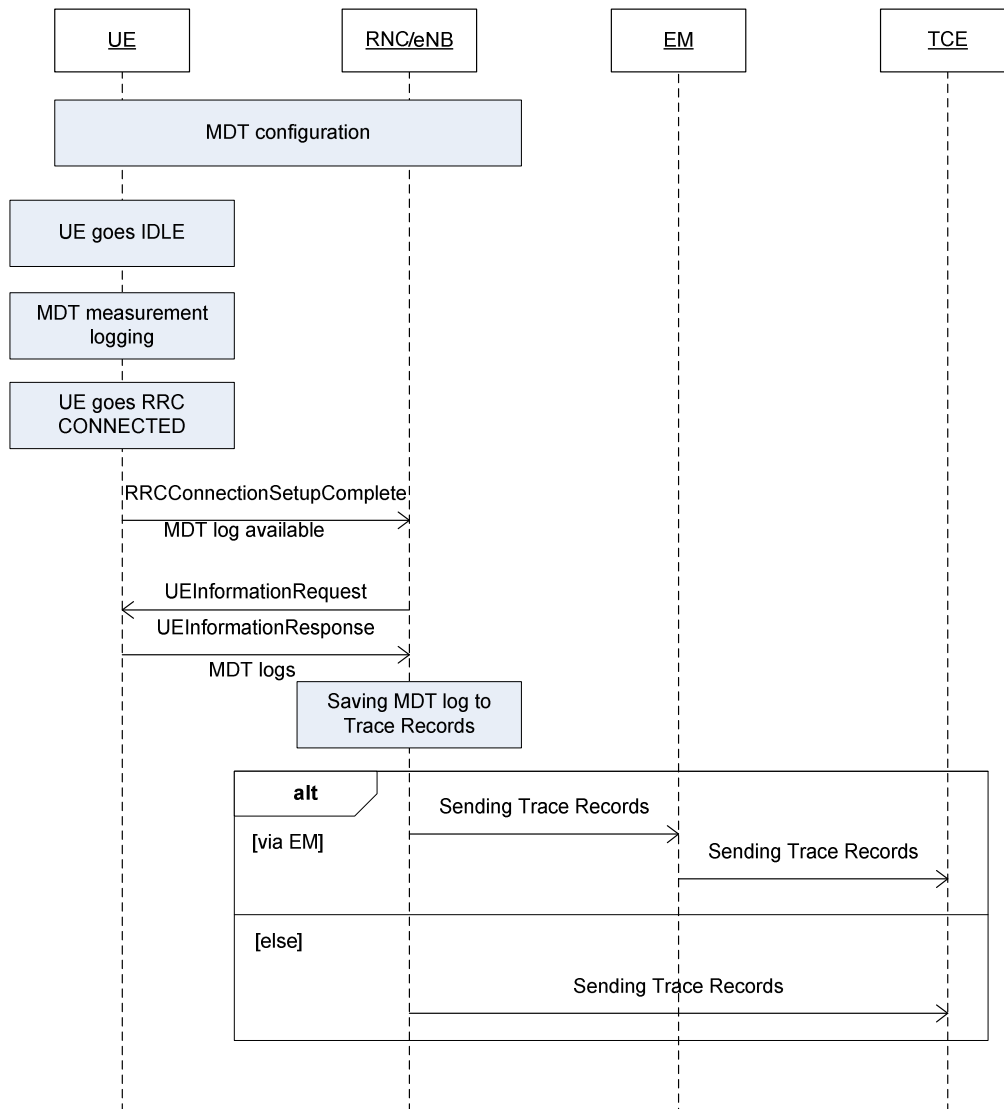 UE
RNC/eNB
EM
TCE
MDT configuration
UE goes IDLE
MDT measurement
logging
UE goes RRC
CONNECTED
RRCConnectionSetupComplete
MDT log available
UEInformationRequest
UEInformationResponse
MDT logs
Saving MDT log to
Trace Records
alt
Sending Trace Records
[via EM]
Sending Trace Records
[else]
Sending Trace Records